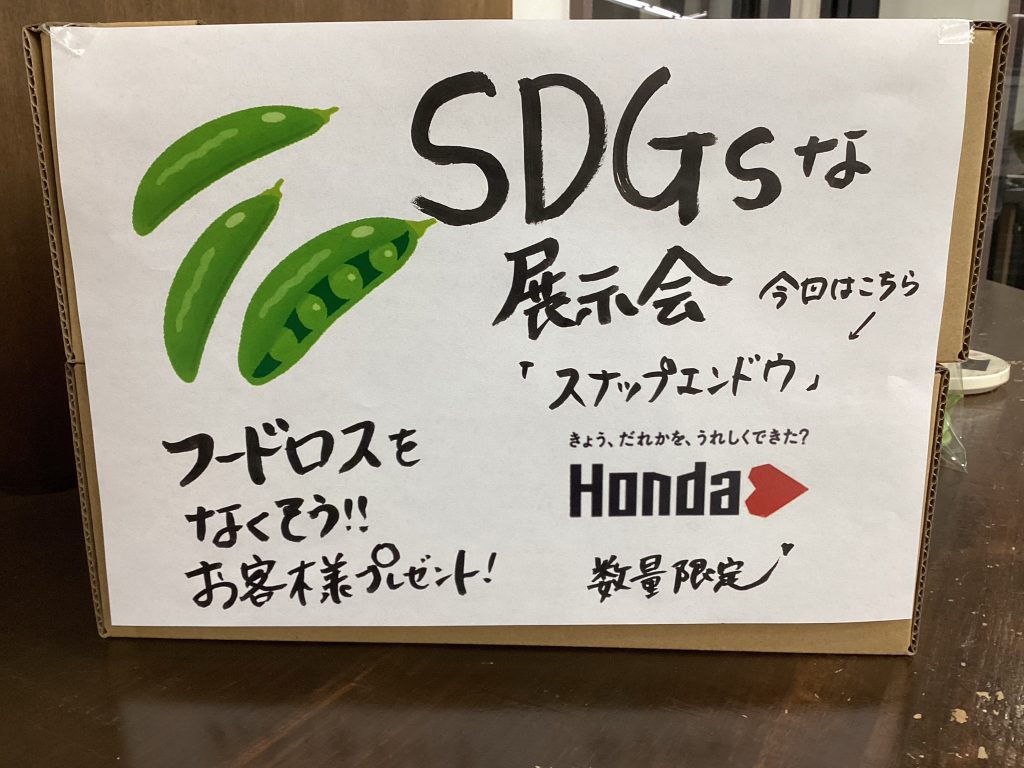 SDGsな
展示会
今回はこちら
「スナップエンドウ」
きょう、だれかを、うれしくできた?
Honda
フードロスを
なくそう!!
お客様プレゼント!
数量限定